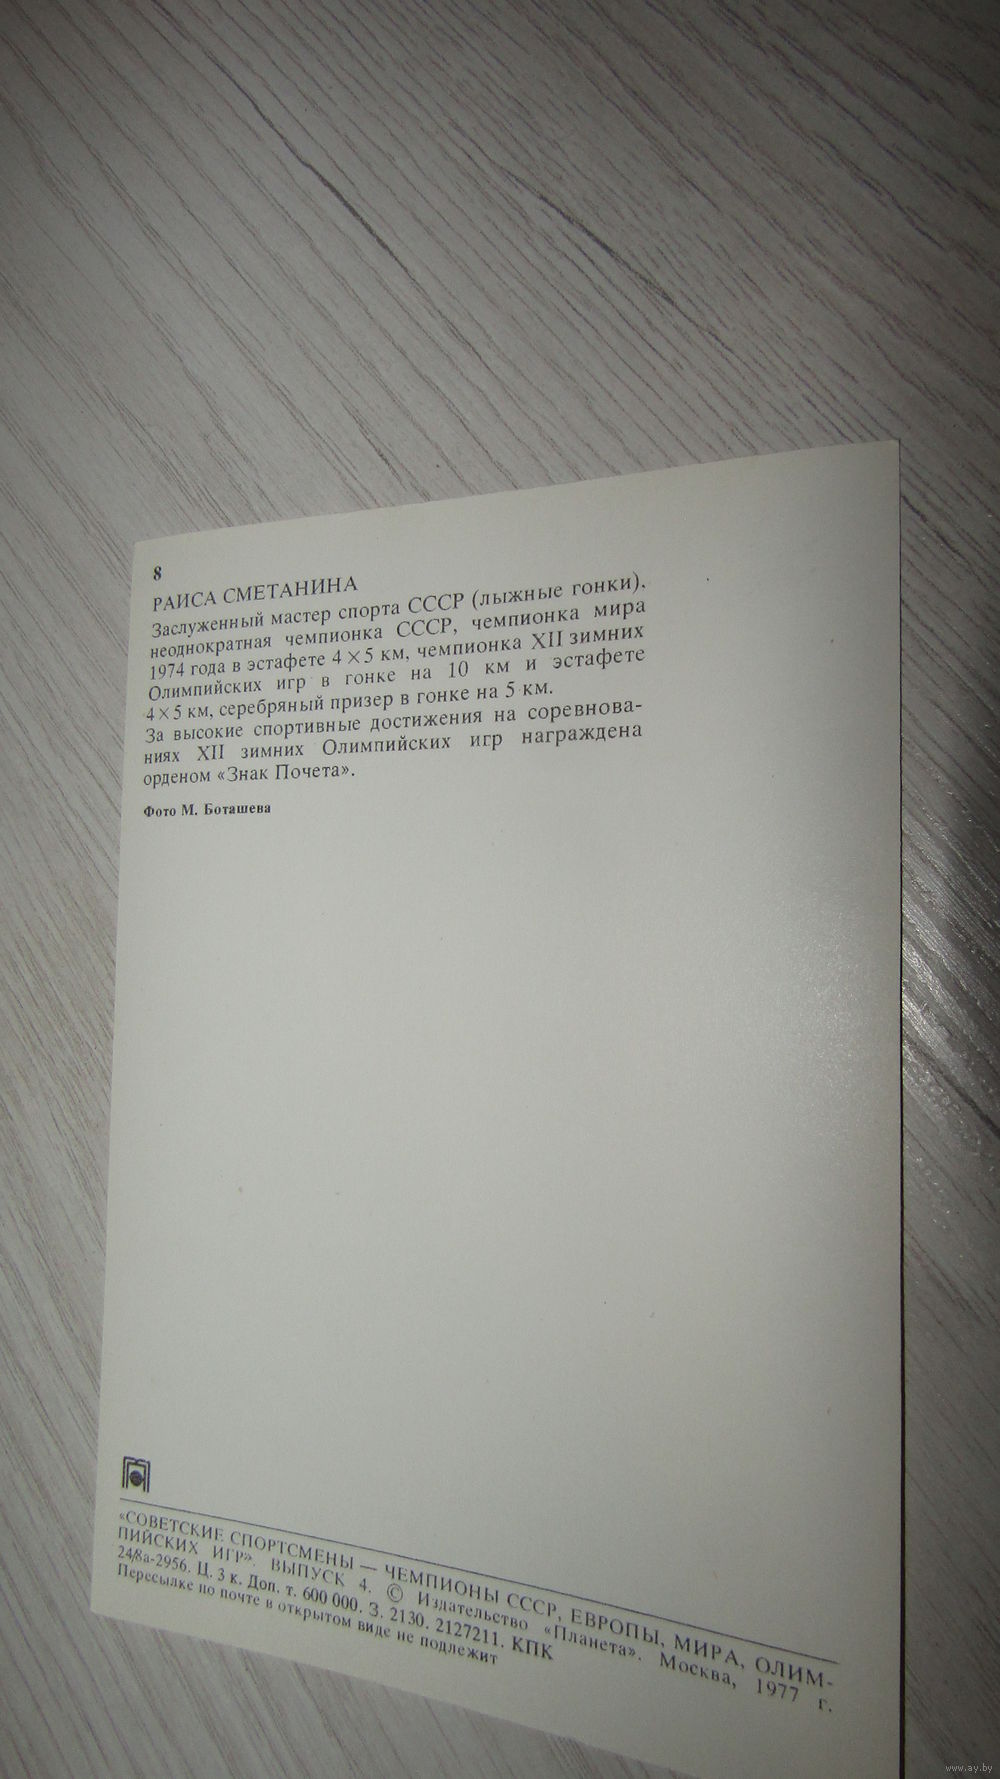 8
РАИСА СМЕТАНИНА
Заслуженный мастер спорта СССР (лыжные гонки),
неоднократная чемпионка СССР, чемпионка мира
1974 года в эстафете 4×5 км, чемпионка XII зимних
Олимпийских игр в гонке на 10 км и эстафете
4×5 км, серебряный призер в гонке на 5 км.
За высокие спортивные достижения на соревнова-
ниях XII зимних Олимпийских игр награждена
орденом «Знак Почета».
Фото М. Боташева
«СОВЕТСКИЕ СПОРТСМЕНЫ — ЧЕМПИОНЫ СССР, ЕВРОПЫ, МИРА, ОЛИМ-
ПИЙСКИХ ИГР». ВЫПУСК 4. © Издательство «Планета». Москва, 1977 г.
24/8а-2956. Ц. 3 к. Доп. т. 600 000. З. 2130. 2127211. КПК
Пересылке по почте в открытом виде не подлежит
www.ay.by